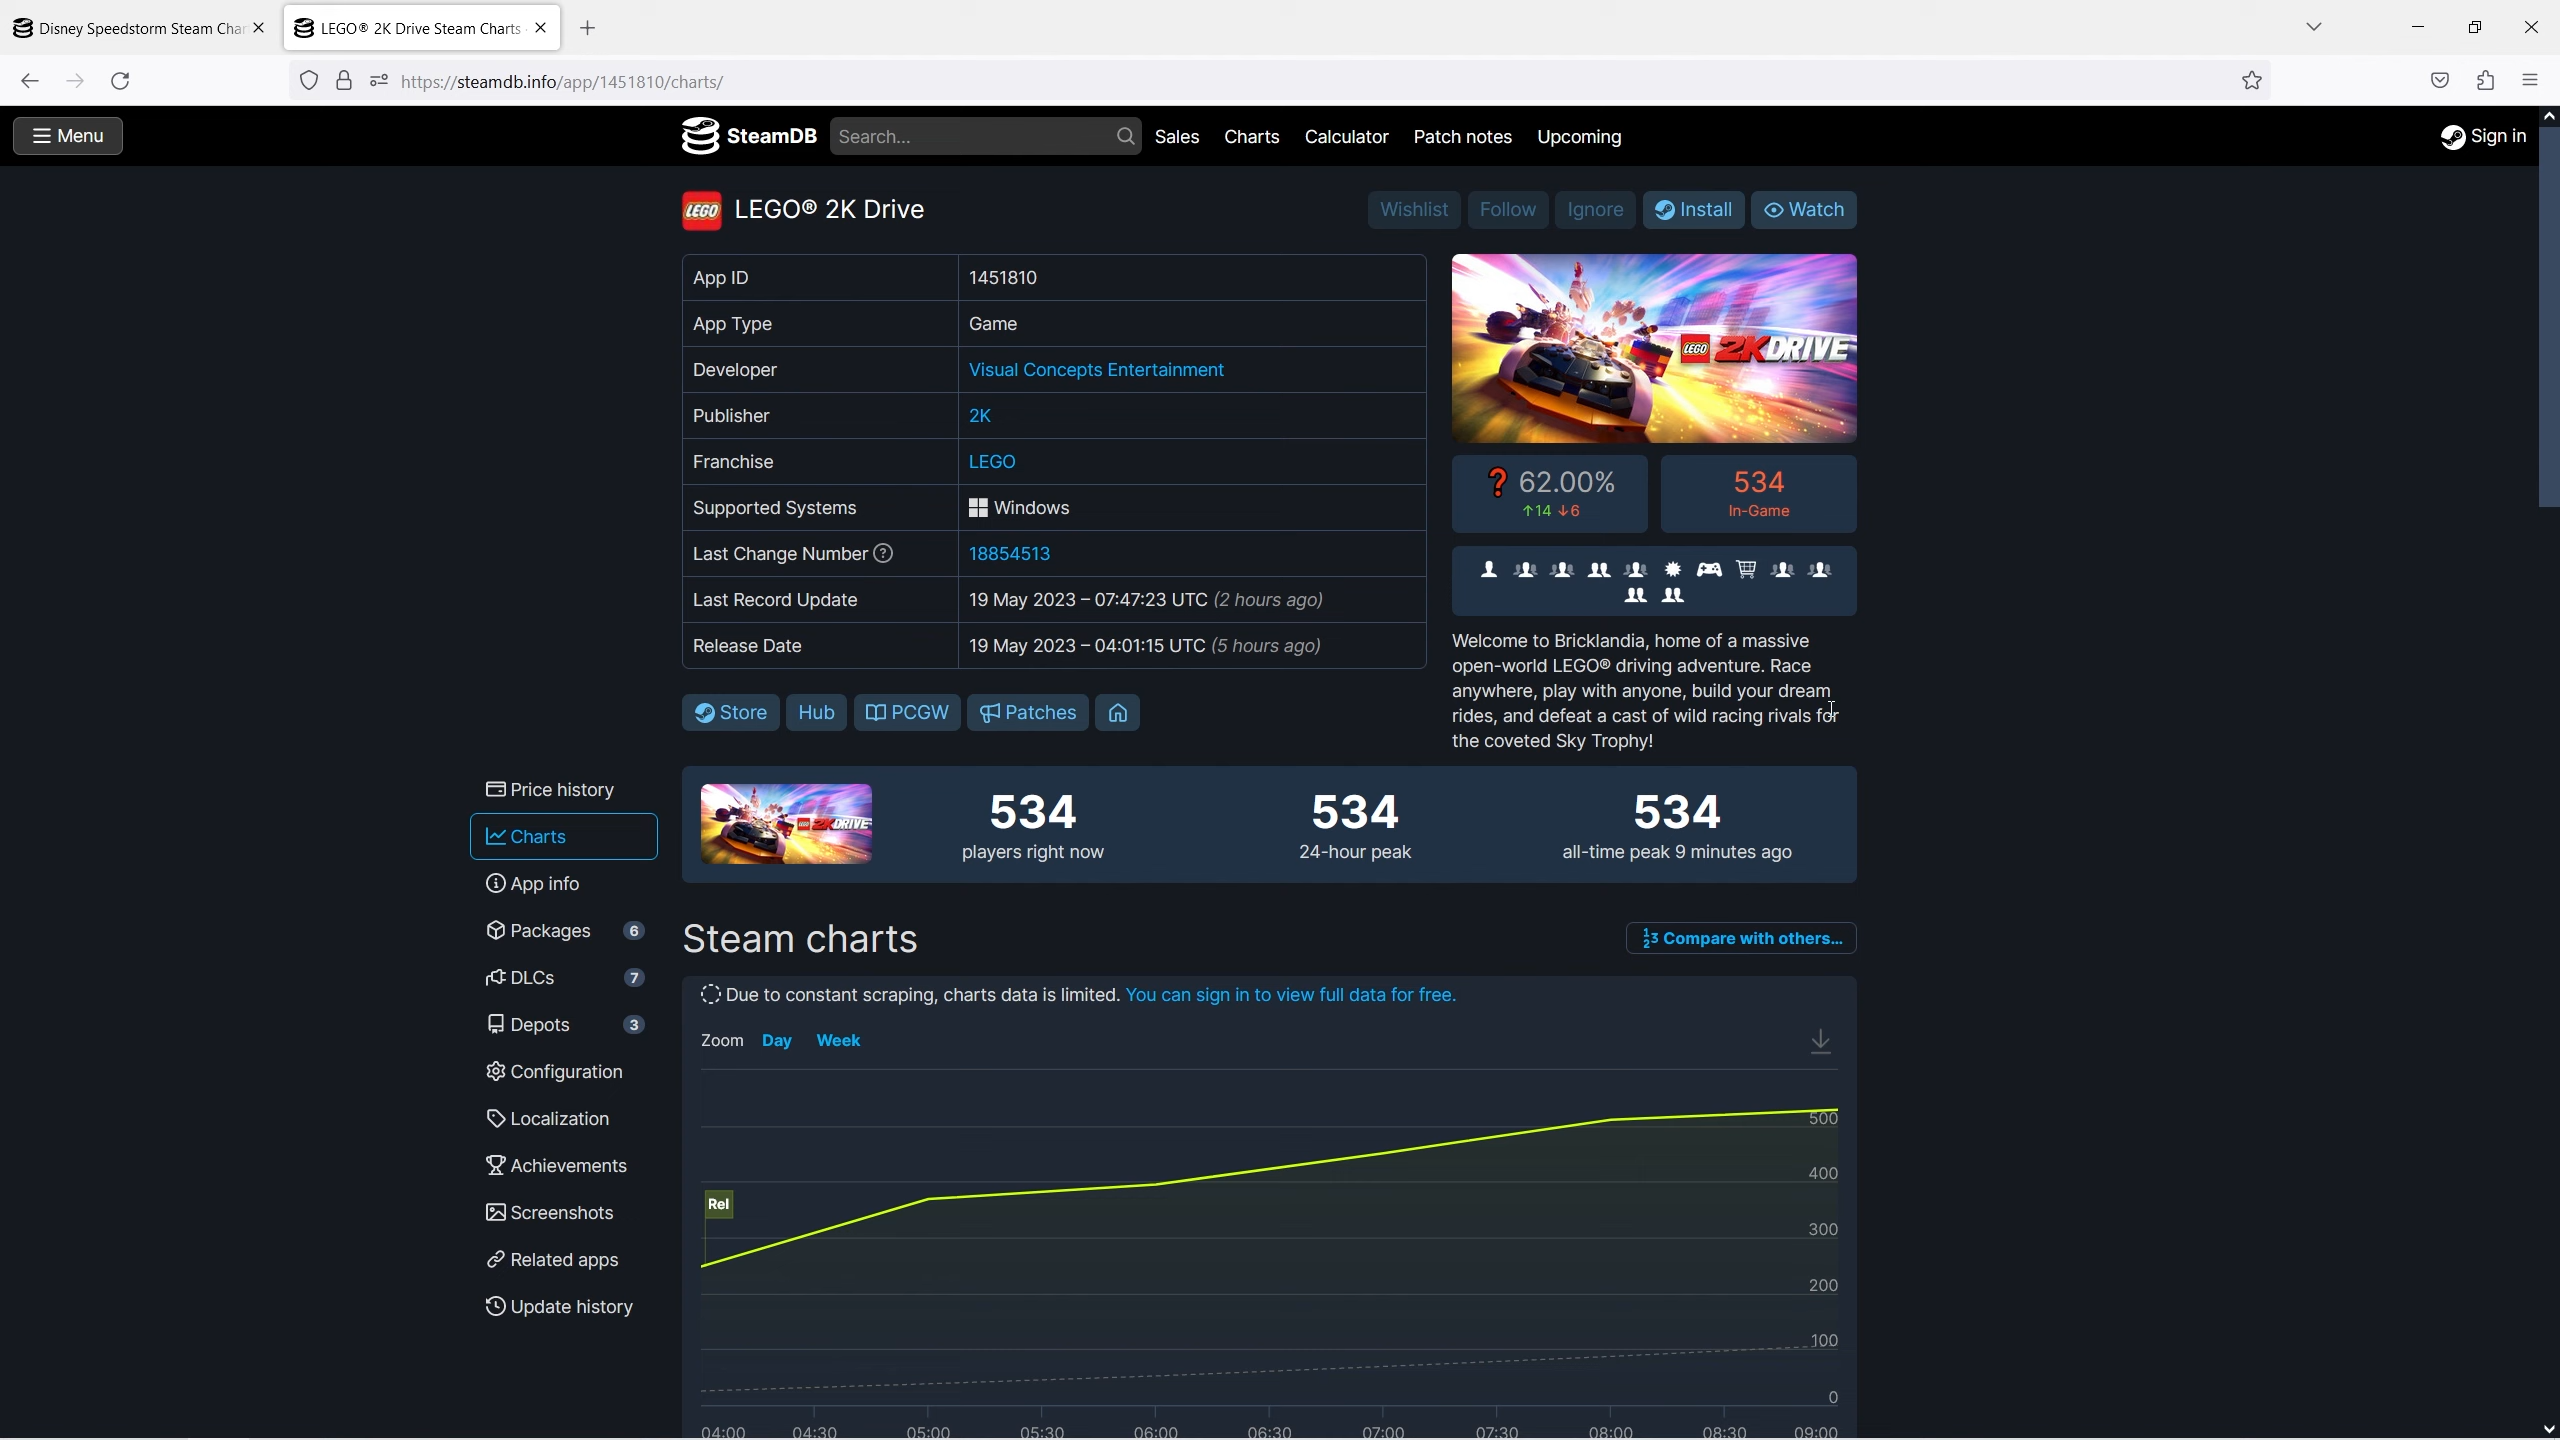 Disney Speedstorm Steam Char
LEGO® 2K Drive Steam Charts
https://steamdb.info/app/1451810/charts/
Menu
SteamDB
Search...
Sales
Charts
Calculator
Patch notes
Upcoming
Sign in
LEGO
LEGO® 2K Drive
Wishlist
Follow
Ignore
Install
Watch
App ID 1451810
App Type Game
Developer Visual Concepts Entertainment
Publisher 2K
Franchise LEGO
Supported Systems Windows
Last Change Number ? 18854513
Last Record Update 19 May 2023 – 07:47:23 UTC (2 hours ago)
Release Date 19 May 2023 – 04:01:15 UTC (5 hours ago)
LEGO 2K DRIVE
? 62.00%
↑14 ↓6
534
In-Game
Welcome to Bricklandia, home of a massive
open-world LEGO® driving adventure. Race
anywhere, play with anyone, build your dream
rides, and defeat a cast of wild racing rivals for
the coveted Sky Trophy!
Store
Hub
PCGW
Patches
Price history
Charts
App info
Packages 6
DLCs 7
Depots 3
Configuration
Localization
Achievements
Screenshots
Related apps
Update history
LEGO 2K DRIVE
534
players right now
534
24-hour peak
534
all-time peak 9 minutes ago
Steam charts
Compare with others...
Due to constant scraping, charts data is limited. You can sign in to view full data for free.
Zoom Day Week
500
400
Rel
300
200
100
0
04:00 04:30 05:00 05:30 06:00 06:30 07:00 07:30 08:00 08:30 09:00